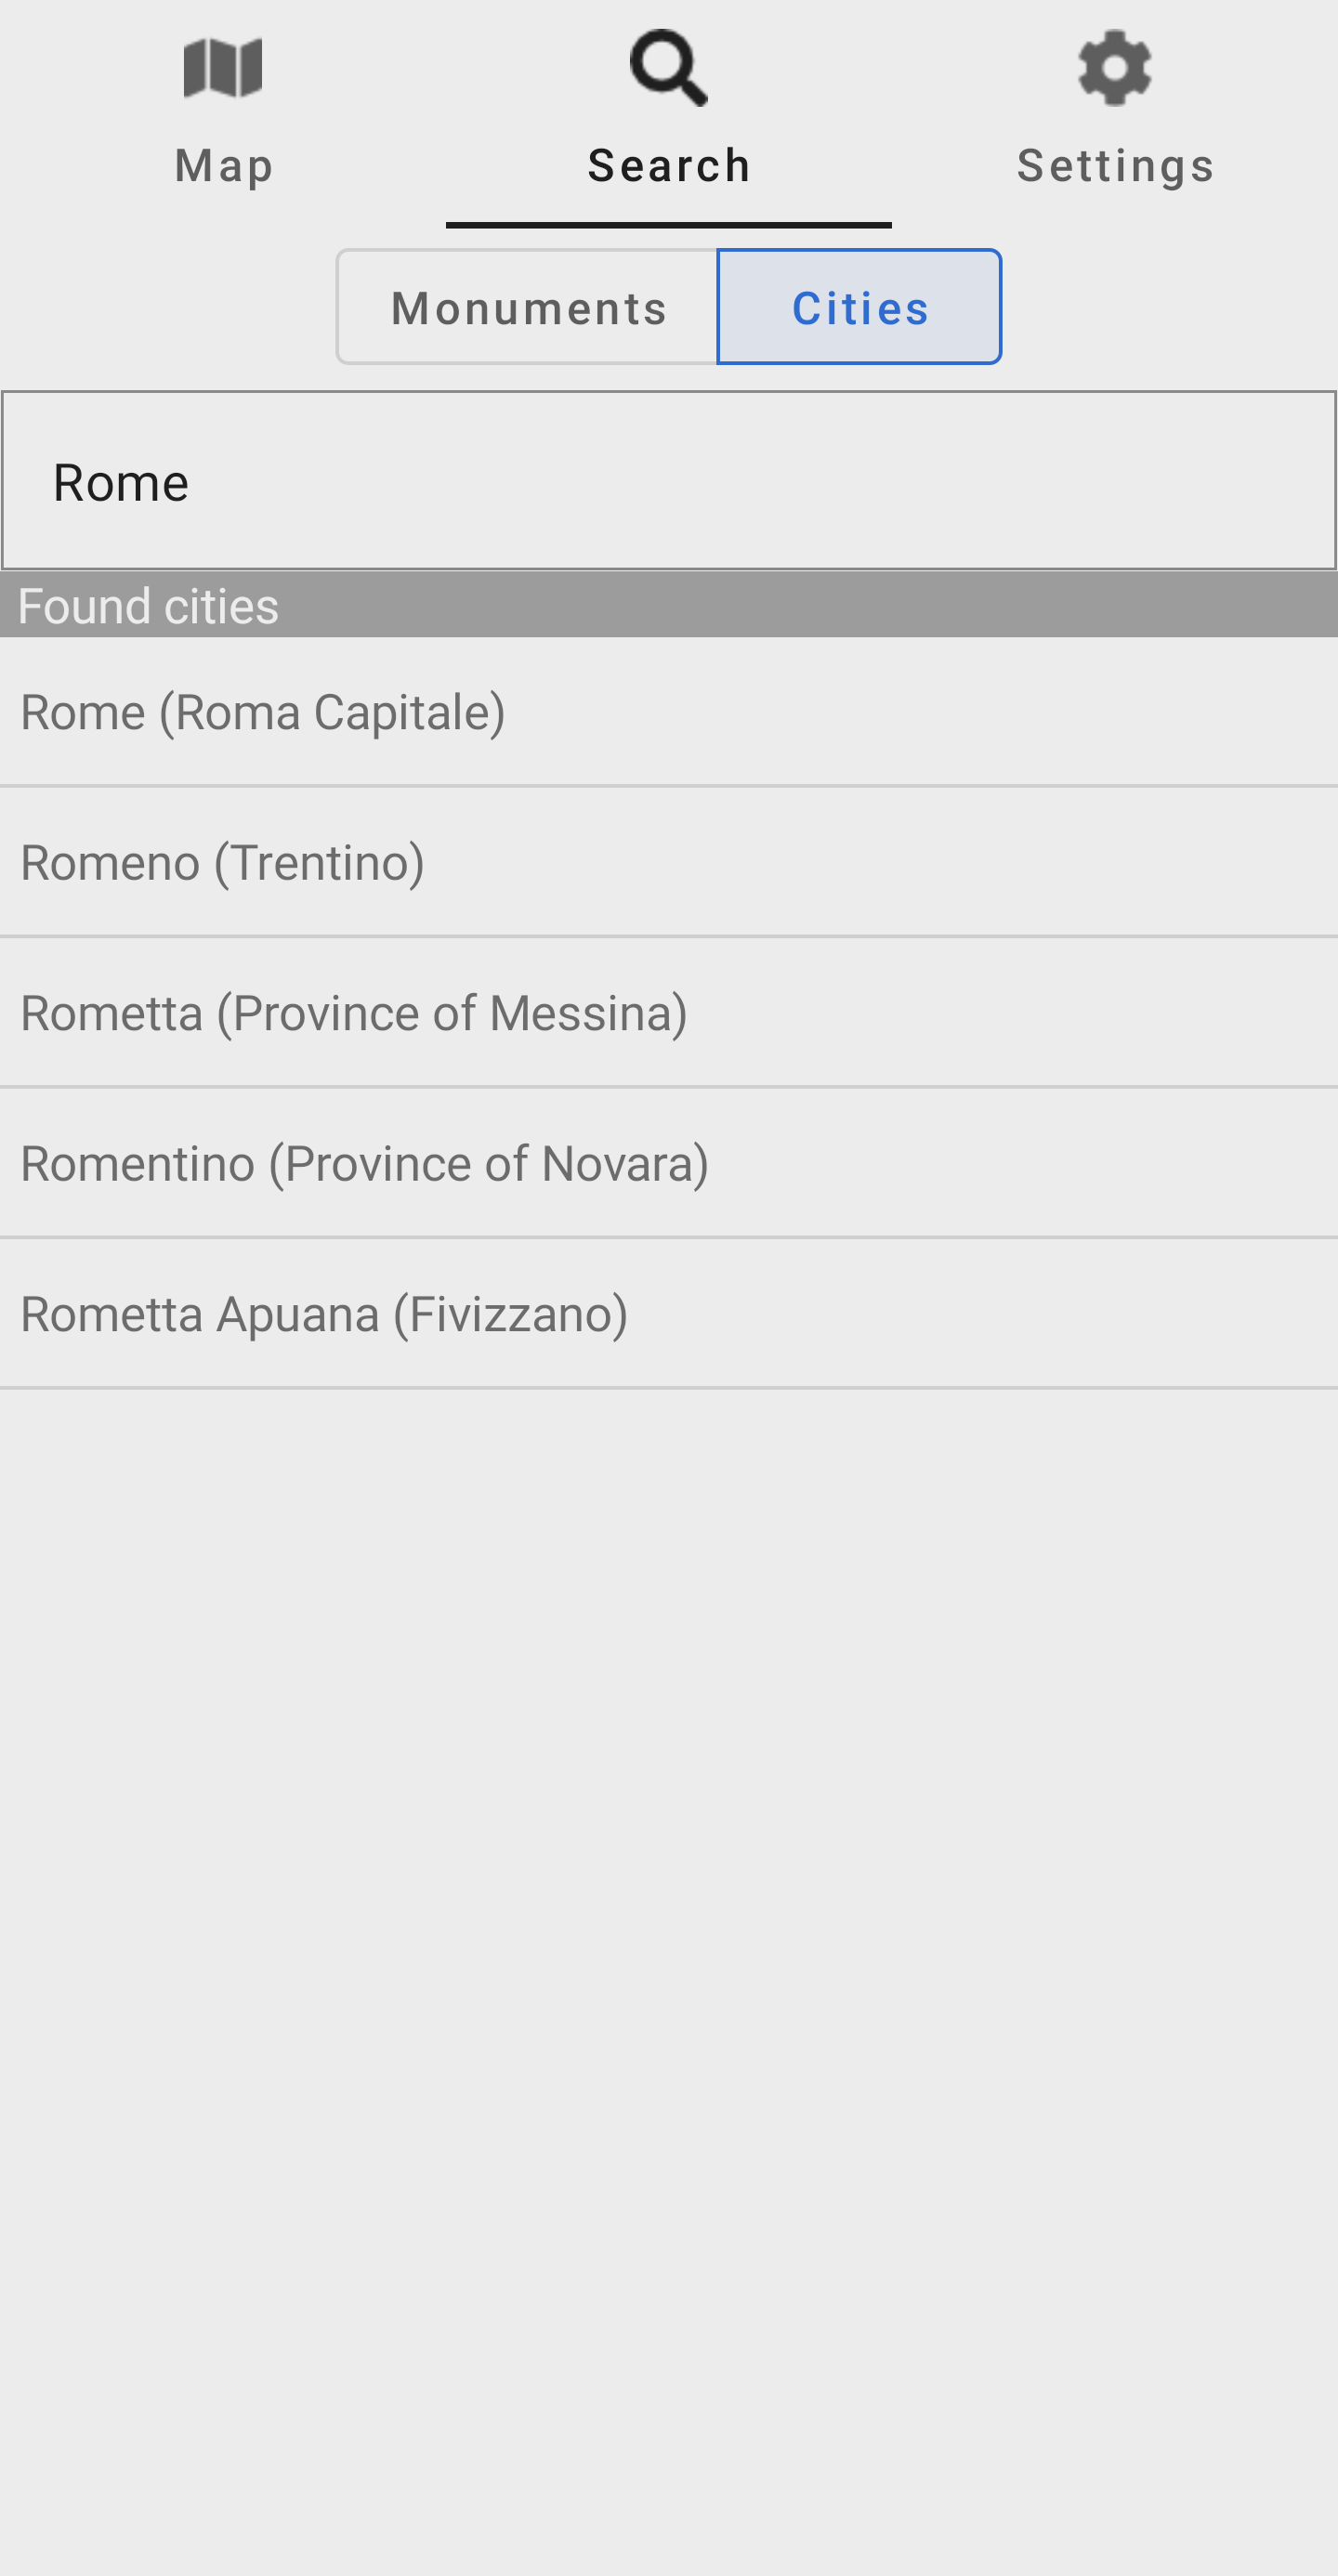 Map
Search
Settings
Monuments
Cities
Rome
Found cities
Rome (Roma Capitale)
Romeno (Trentino)
Rometta (Province of Messina)
Romentino (Province of Novara)
Rometta Apuana (Fivizzano)